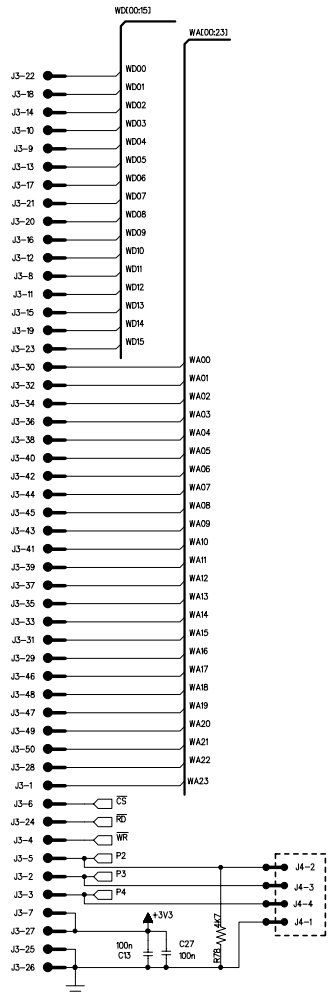 WD[00:15]
WA[00:23]
J3-22 WD00
J3-18 WD01
J3-14 WD02
J3-10 WD03
J3-9 WD04
J3-13 WD05
J3-17 WD06
J3-21 WD07
J3-20 WD08
J3-16 WD09
J3-12 WD10
J3-8 WD11
J3-11 WD12
J3-15 WD13
J3-19 WD14
J3-23 WD15
J3-30 WA00
J3-32 WA01
J3-34 WA02
J3-36 WA03
J3-38 WA04
J3-40 WA05
J3-42 WA06
J3-44 WA07
J3-45 WA08
J3-43 WA09
J3-41 WA10
J3-39 WA11
J3-37 WA12
J3-35 WA13
J3-33 WA14
J3-31 WA15
J3-29 WA16
J3-46 WA17
J3-48 WA18
J3-47 WA19
J3-49 WA20
J3-50 WA21
J3-28 WA22
J3-1 WA23
J3-6 CS
J3-24 RD
J3-4 WR
J3-5 P2 J4-2
J3-2 P3 J4-3
J3-3 P4 J4-4
J3-7 J4-1
J3-27 +3V3
J3-25 100n C27 4K7
J3-26 C13 100n R78